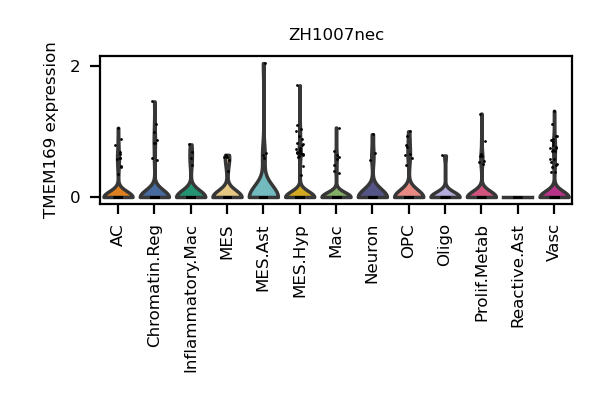 ZH1007nec
TMEM169 expression
2
0
AC
Chromatin.Reg
Inflammatory.Mac
MES
MES.Ast
MES.Hyp
Mac
Neuron
OPC
Oligo
Prolif.Metab
Reactive.Ast
Vasc